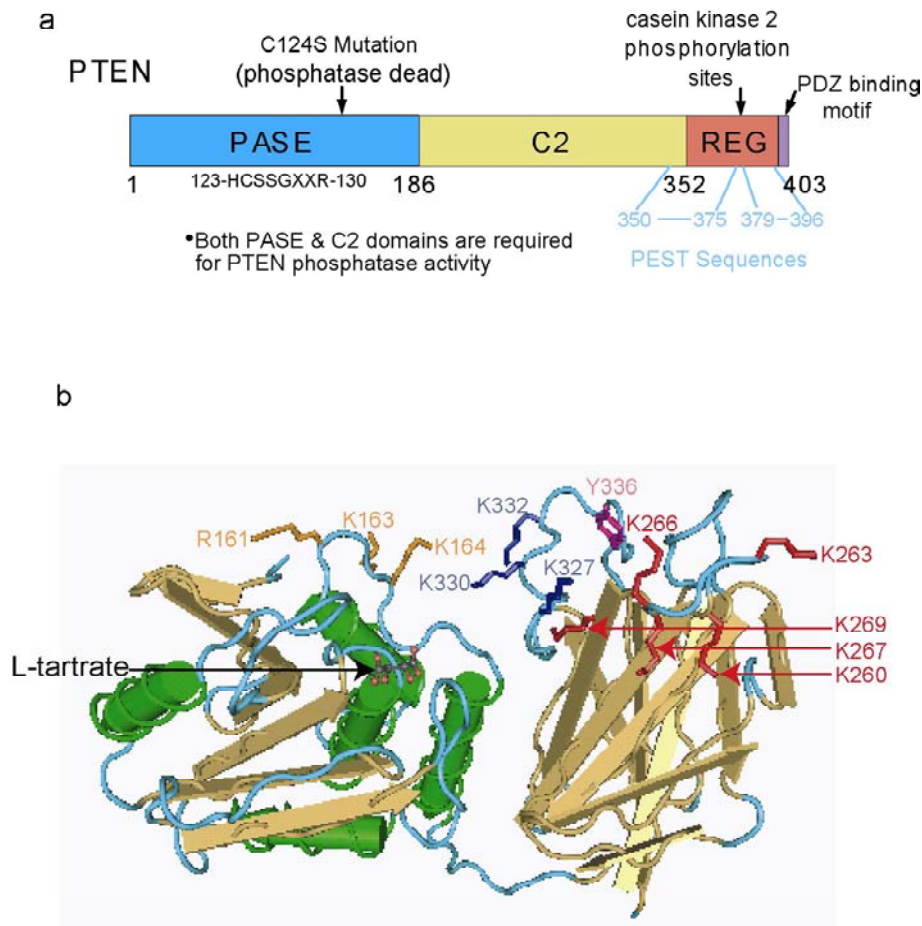 a
PTEN
C124S Mutation
(phosphatase dead)
casein kinase 2
phosphorylation
sites
PDZ binding
motif
PASE
C2
REG
1
123-HCSSGXXR-130
186
352
403
350
375
379
396
PEST Sequences
•Both PASE & C2 domains are required
for PTEN phosphatase activity
b
R161
K163
K164
K332
K330
K327
Y336
K266
K263
K269
K267
K260
L-tartrate